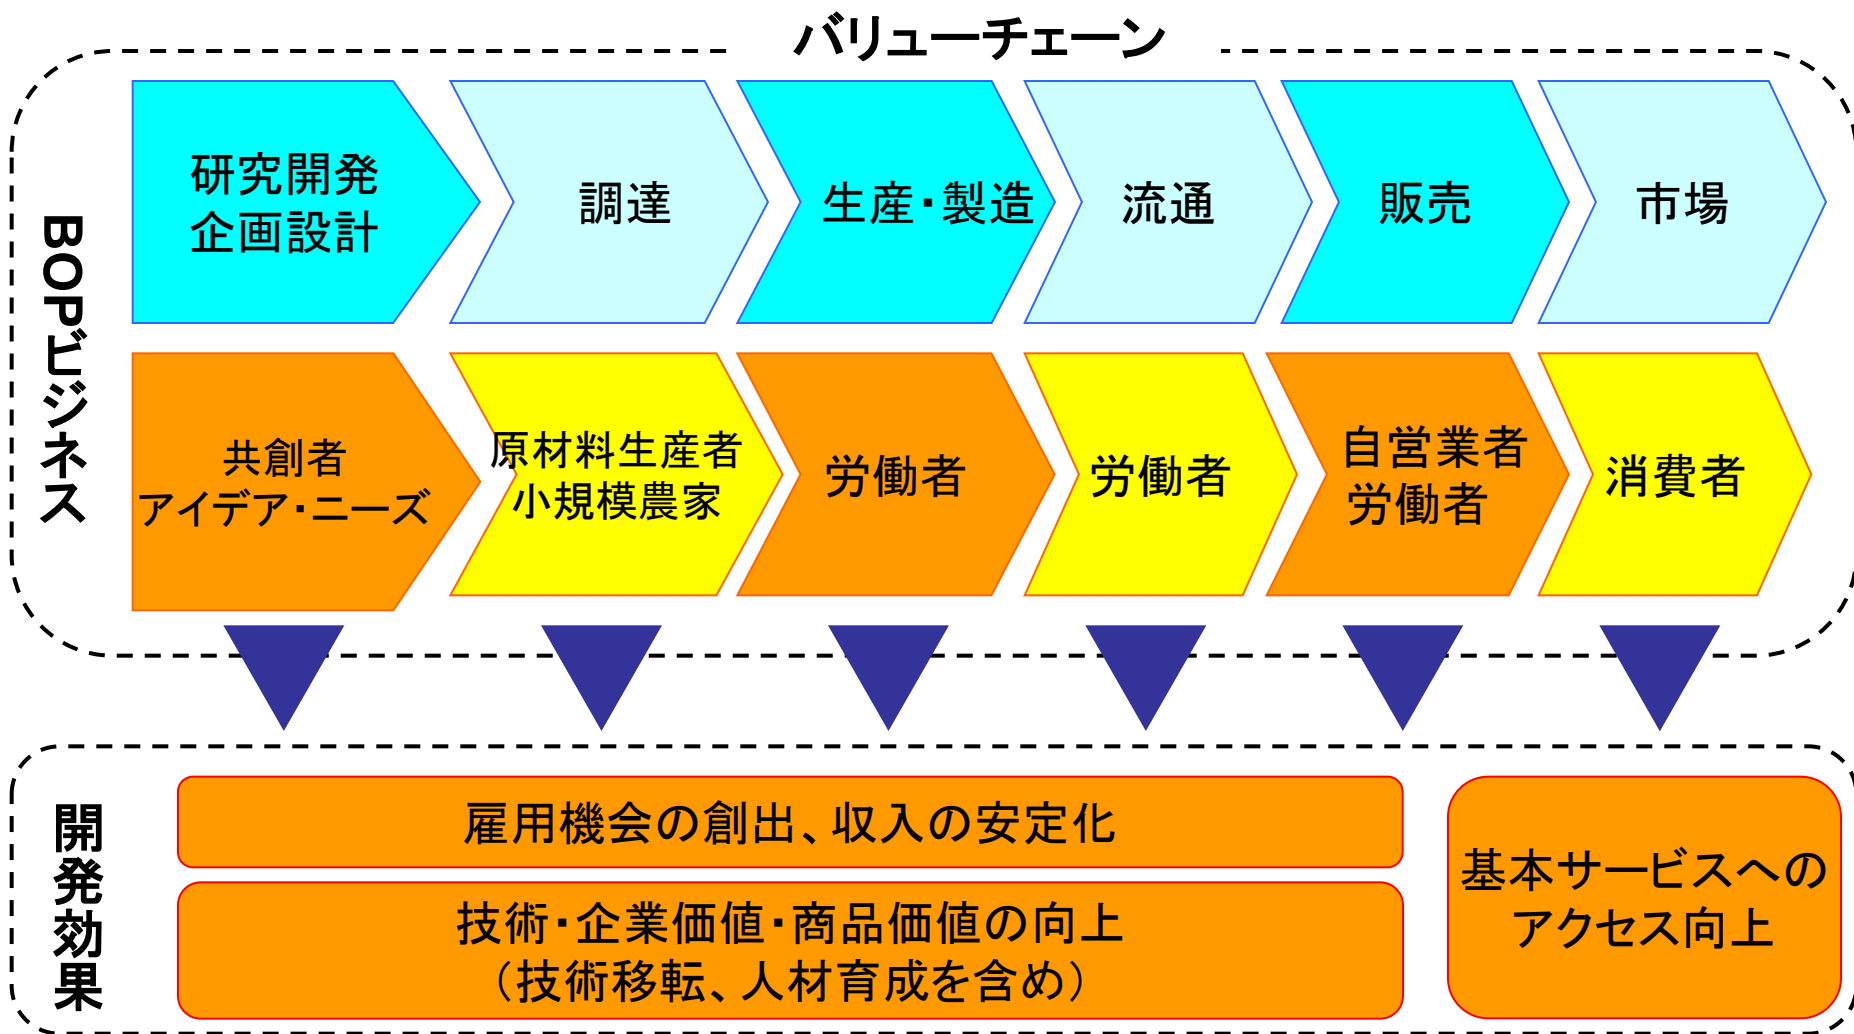 バリューチェーン
BOPビジネス
研究開発
企画設計
調達
生産・製造
流通
販売
市場
共創者
アイデア・ニーズ
原材料生産者
小規模農家
労働者
労働者
自営業者
労働者
消費者
開発効果
雇用機会の創出、収入の安定化
技術・企業価値・商品価値の向上
（技術移転、人材育成を含め）
基本サービスへの
アクセス向上